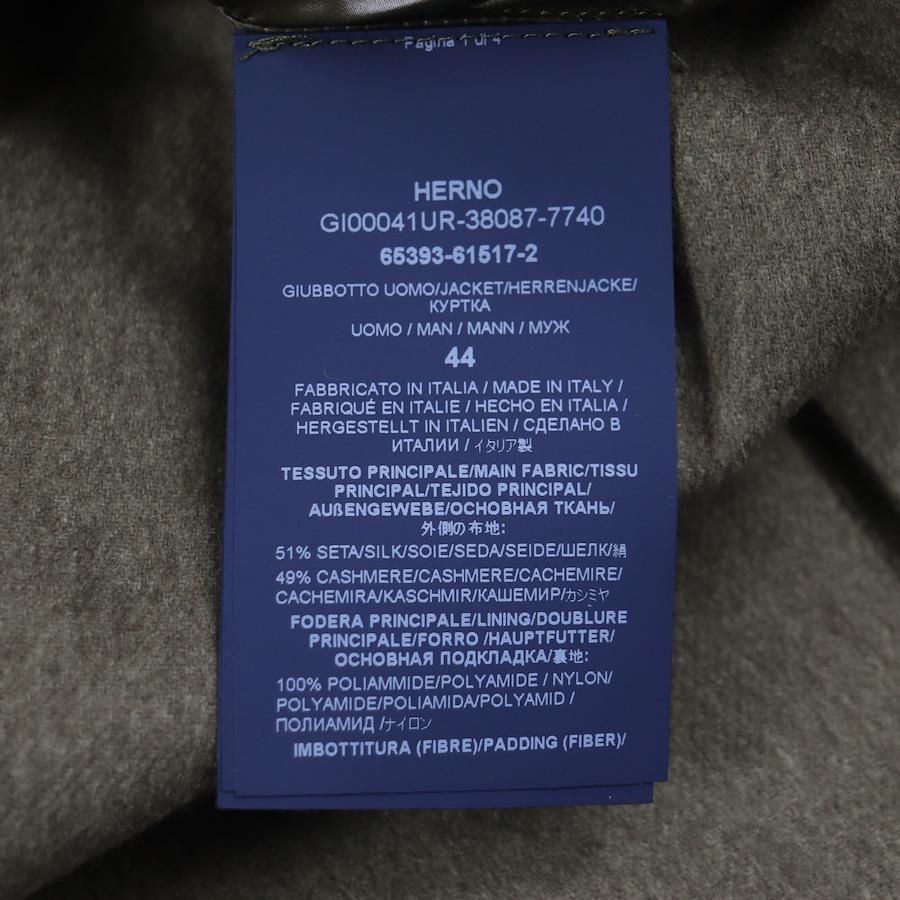 Pagina 1 di 4
HERNO
GI00041UR-38087-7740
65393-61517-2
GIUBBOTTO UOMO/JACKET/HERRENJACKE/
КУРТКА
UOMO / MAN / MANN / МУЖ
44
FABBRICATO IN ITALIA / MADE IN ITALY /
FABRIQUÉ EN ITALIE / HECHO EN ITALIA /
HERGESTELLT IN ITALIEN / СДЕЛАНО В
ИТАЛИИ / イタリア製
TESSUTO PRINCIPALE/MAIN FABRIC/TISSU
PRINCIPAL/TEJIDO PRINCIPAL/
AUßENGEWEBE/ОСНОВНАЯ ТКАНЬ/
外側の布地:
51% SETA/SILK/SOIE/SEDA/SEIDE/ШЕЛК/絹
49% CASHMERE/CASHMERE/CACHEMIRE/
CACHEMIRA/KASCHMIR/КАШЕМИР/カシミヤ
FODERA PRINCIPALE/LINING/DOUBLURE
PRINCIPALE/FORRO /HAUPTFUTTER/
ОСНОВНАЯ ПОДКЛАДКА/裏地:
100% POLIAMMIDE/POLYAMIDE / NYLON/
POLYAMIDE/POLIAMIDA/POLYAMID /
ПОЛИАМИД /ナイロン
IMBOTTITURA (FIBRE)/PADDING (FIBER)/